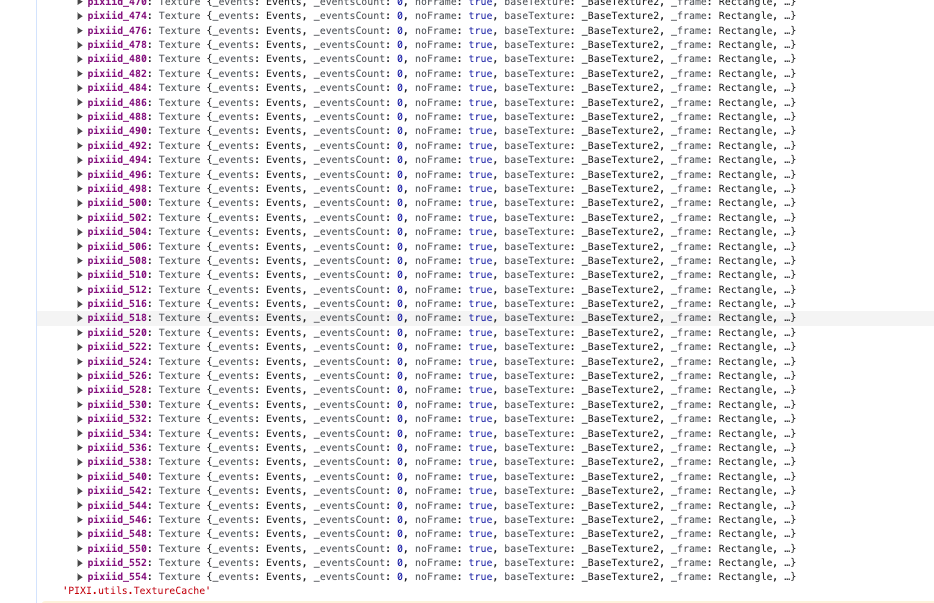 pixiid_470: Texture {_events: Events, _eventsCount: 0, noFrame: true, baseTexture: _BaseTexture2, _frame: Rectangle, …}
pixiid_474: Texture {_events: Events, _eventsCount: 0, noFrame: true, baseTexture: _BaseTexture2, _frame: Rectangle, …}
pixiid_476: Texture {_events: Events, _eventsCount: 0, noFrame: true, baseTexture: _BaseTexture2, _frame: Rectangle, …}
pixiid_478: Texture {_events: Events, _eventsCount: 0, noFrame: true, baseTexture: _BaseTexture2, _frame: Rectangle, …}
pixiid_480: Texture {_events: Events, _eventsCount: 0, noFrame: true, baseTexture: _BaseTexture2, _frame: Rectangle, …}
pixiid_482: Texture {_events: Events, _eventsCount: 0, noFrame: true, baseTexture: _BaseTexture2, _frame: Rectangle, …}
pixiid_484: Texture {_events: Events, _eventsCount: 0, noFrame: true, baseTexture: _BaseTexture2, _frame: Rectangle, …}
pixiid_486: Texture {_events: Events, _eventsCount: 0, noFrame: true, baseTexture: _BaseTexture2, _frame: Rectangle, …}
pixiid_488: Texture {_events: Events, _eventsCount: 0, noFrame: true, baseTexture: _BaseTexture2, _frame: Rectangle, …}
pixiid_490: Texture {_events: Events, _eventsCount: 0, noFrame: true, baseTexture: _BaseTexture2, _frame: Rectangle, …}
pixiid_492: Texture {_events: Events, _eventsCount: 0, noFrame: true, baseTexture: _BaseTexture2, _frame: Rectangle, …}
pixiid_494: Texture {_events: Events, _eventsCount: 0, noFrame: true, baseTexture: _BaseTexture2, _frame: Rectangle, …}
pixiid_496: Texture {_events: Events, _eventsCount: 0, noFrame: true, baseTexture: _BaseTexture2, _frame: Rectangle, …}
pixiid_498: Texture {_events: Events, _eventsCount: 0, noFrame: true, baseTexture: _BaseTexture2, _frame: Rectangle, …}
pixiid_500: Texture {_events: Events, _eventsCount: 0, noFrame: true, baseTexture: _BaseTexture2, _frame: Rectangle, …}
pixiid_502: Texture {_events: Events, _eventsCount: 0, noFrame: true, baseTexture: _BaseTexture2, _frame: Rectangle, …}
pixiid_504: Texture {_events: Events, _eventsCount: 0, noFrame: true, baseTexture: _BaseTexture2, _frame: Rectangle, …}
pixiid_506: Texture {_events: Events, _eventsCount: 0, noFrame: true, baseTexture: _BaseTexture2, _frame: Rectangle, …}
pixiid_508: Texture {_events: Events, _eventsCount: 0, noFrame: true, baseTexture: _BaseTexture2, _frame: Rectangle, …}
pixiid_510: Texture {_events: Events, _eventsCount: 0, noFrame: true, baseTexture: _BaseTexture2, _frame: Rectangle, …}
pixiid_512: Texture {_events: Events, _eventsCount: 0, noFrame: true, baseTexture: _BaseTexture2, _frame: Rectangle, …}
pixiid_516: Texture {_events: Events, _eventsCount: 0, noFrame: true, baseTexture: _BaseTexture2, _frame: Rectangle, …}
pixiid_518: Texture {_events: Events, _eventsCount: 0, noFrame: true, baseTexture: _BaseTexture2, _frame: Rectangle, …}
pixiid_520: Texture {_events: Events, _eventsCount: 0, noFrame: true, baseTexture: _BaseTexture2, _frame: Rectangle, …}
pixiid_522: Texture {_events: Events, _eventsCount: 0, noFrame: true, baseTexture: _BaseTexture2, _frame: Rectangle, …}
pixiid_524: Texture {_events: Events, _eventsCount: 0, noFrame: true, baseTexture: _BaseTexture2, _frame: Rectangle, …}
pixiid_526: Texture {_events: Events, _eventsCount: 0, noFrame: true, baseTexture: _BaseTexture2, _frame: Rectangle, …}
pixiid_528: Texture {_events: Events, _eventsCount: 0, noFrame: true, baseTexture: _BaseTexture2, _frame: Rectangle, …}
pixiid_530: Texture {_events: Events, _eventsCount: 0, noFrame: true, baseTexture: _BaseTexture2, _frame: Rectangle, …}
pixiid_532: Texture {_events: Events, _eventsCount: 0, noFrame: true, baseTexture: _BaseTexture2, _frame: Rectangle, …}
pixiid_534: Texture {_events: Events, _eventsCount: 0, noFrame: true, baseTexture: _BaseTexture2, _frame: Rectangle, …}
pixiid_536: Texture {_events: Events, _eventsCount: 0, noFrame: true, baseTexture: _BaseTexture2, _frame: Rectangle, …}
pixiid_538: Texture {_events: Events, _eventsCount: 0, noFrame: true, baseTexture: _BaseTexture2, _frame: Rectangle, …}
pixiid_540: Texture {_events: Events, _eventsCount: 0, noFrame: true, baseTexture: _BaseTexture2, _frame: Rectangle, …}
pixiid_542: Texture {_events: Events, _eventsCount: 0, noFrame: true, baseTexture: _BaseTexture2, _frame: Rectangle, …}
pixiid_544: Texture {_events: Events, _eventsCount: 0, noFrame: true, baseTexture: _BaseTexture2, _frame: Rectangle, …}
pixiid_546: Texture {_events: Events, _eventsCount: 0, noFrame: true, baseTexture: _BaseTexture2, _frame: Rectangle, …}
pixiid_548: Texture {_events: Events, _eventsCount: 0, noFrame: true, baseTexture: _BaseTexture2, _frame: Rectangle, …}
pixiid_550: Texture {_events: Events, _eventsCount: 0, noFrame: true, baseTexture: _BaseTexture2, _frame: Rectangle, …}
pixiid_552: Texture {_events: Events, _eventsCount: 0, noFrame: true, baseTexture: _BaseTexture2, _frame: Rectangle, …}
pixiid_554: Texture {_events: Events, _eventsCount: 0, noFrame: true, baseTexture: _BaseTexture2, _frame: Rectangle, …}
'PIXI.utils.TextureCache'